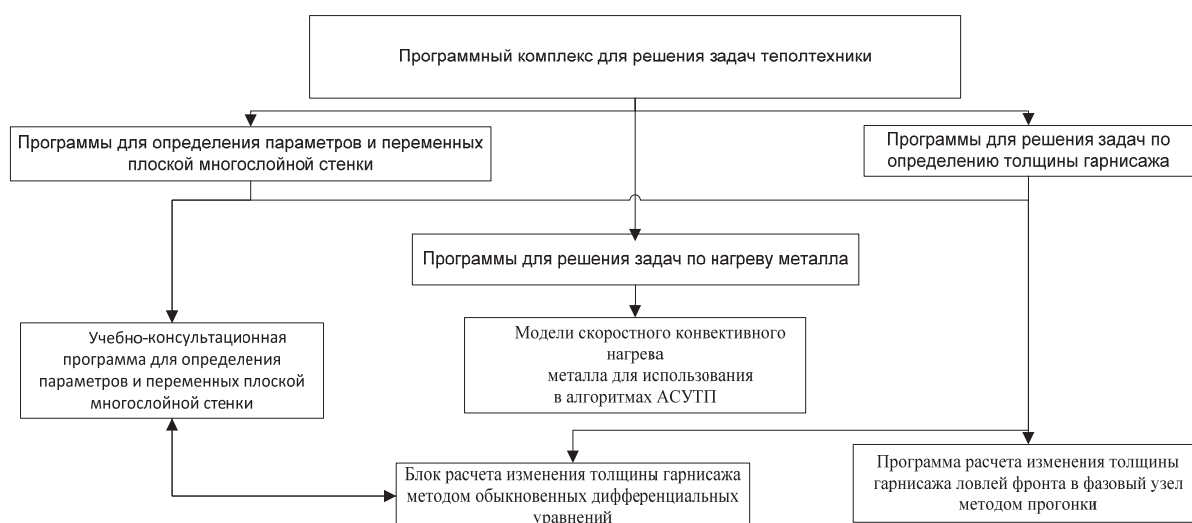 Программный комплекс для решения задач теполтехники
Программы для определения параметров и переменных
плоской многослойной стенки
Программы для решения задач по
определению толщины гарнисажа
Программы для решения задач по нагреву металла
Учебно-консультационная
программа для определения
параметров и переменных плоской
многослойной стенки
Модели скоростного конвективного
нагрева
металла для использования
в алгоритмах АСУТП
Блок расчета изменения толщины гарнисажа
методом обыкновенных дифференциальных
уравнений
Программа расчета изменения толщины
гарнисажа ловлей фронта в фазовый узел
методом прогонки